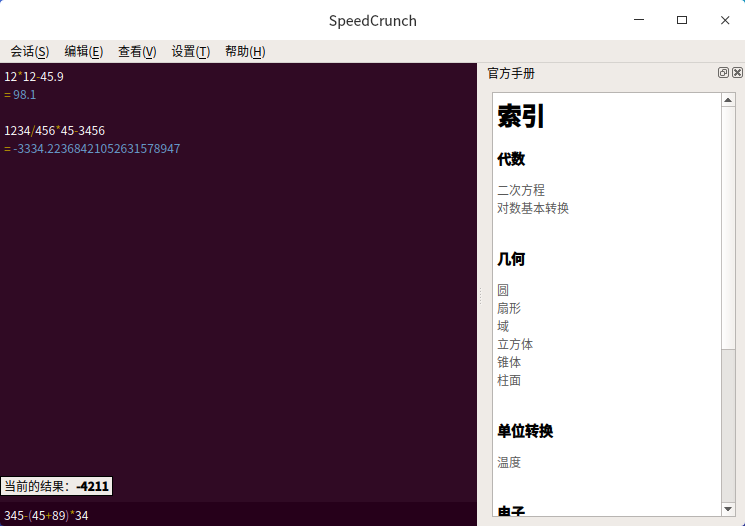 SpeedCrunch
会话(S) 编辑(E) 查看(V) 设置(T) 帮助(H)
12*12-45.9
= 98.1
1234/456*45-3456
= -3334.22368421052631578947
当前的结果：-4211
345-(45+89)*34
官方手册
索引
代数
二次方程
对数基本转换
几何
圆
扇形
域
立方体
锥体
柱面
单位转换
温度
电子